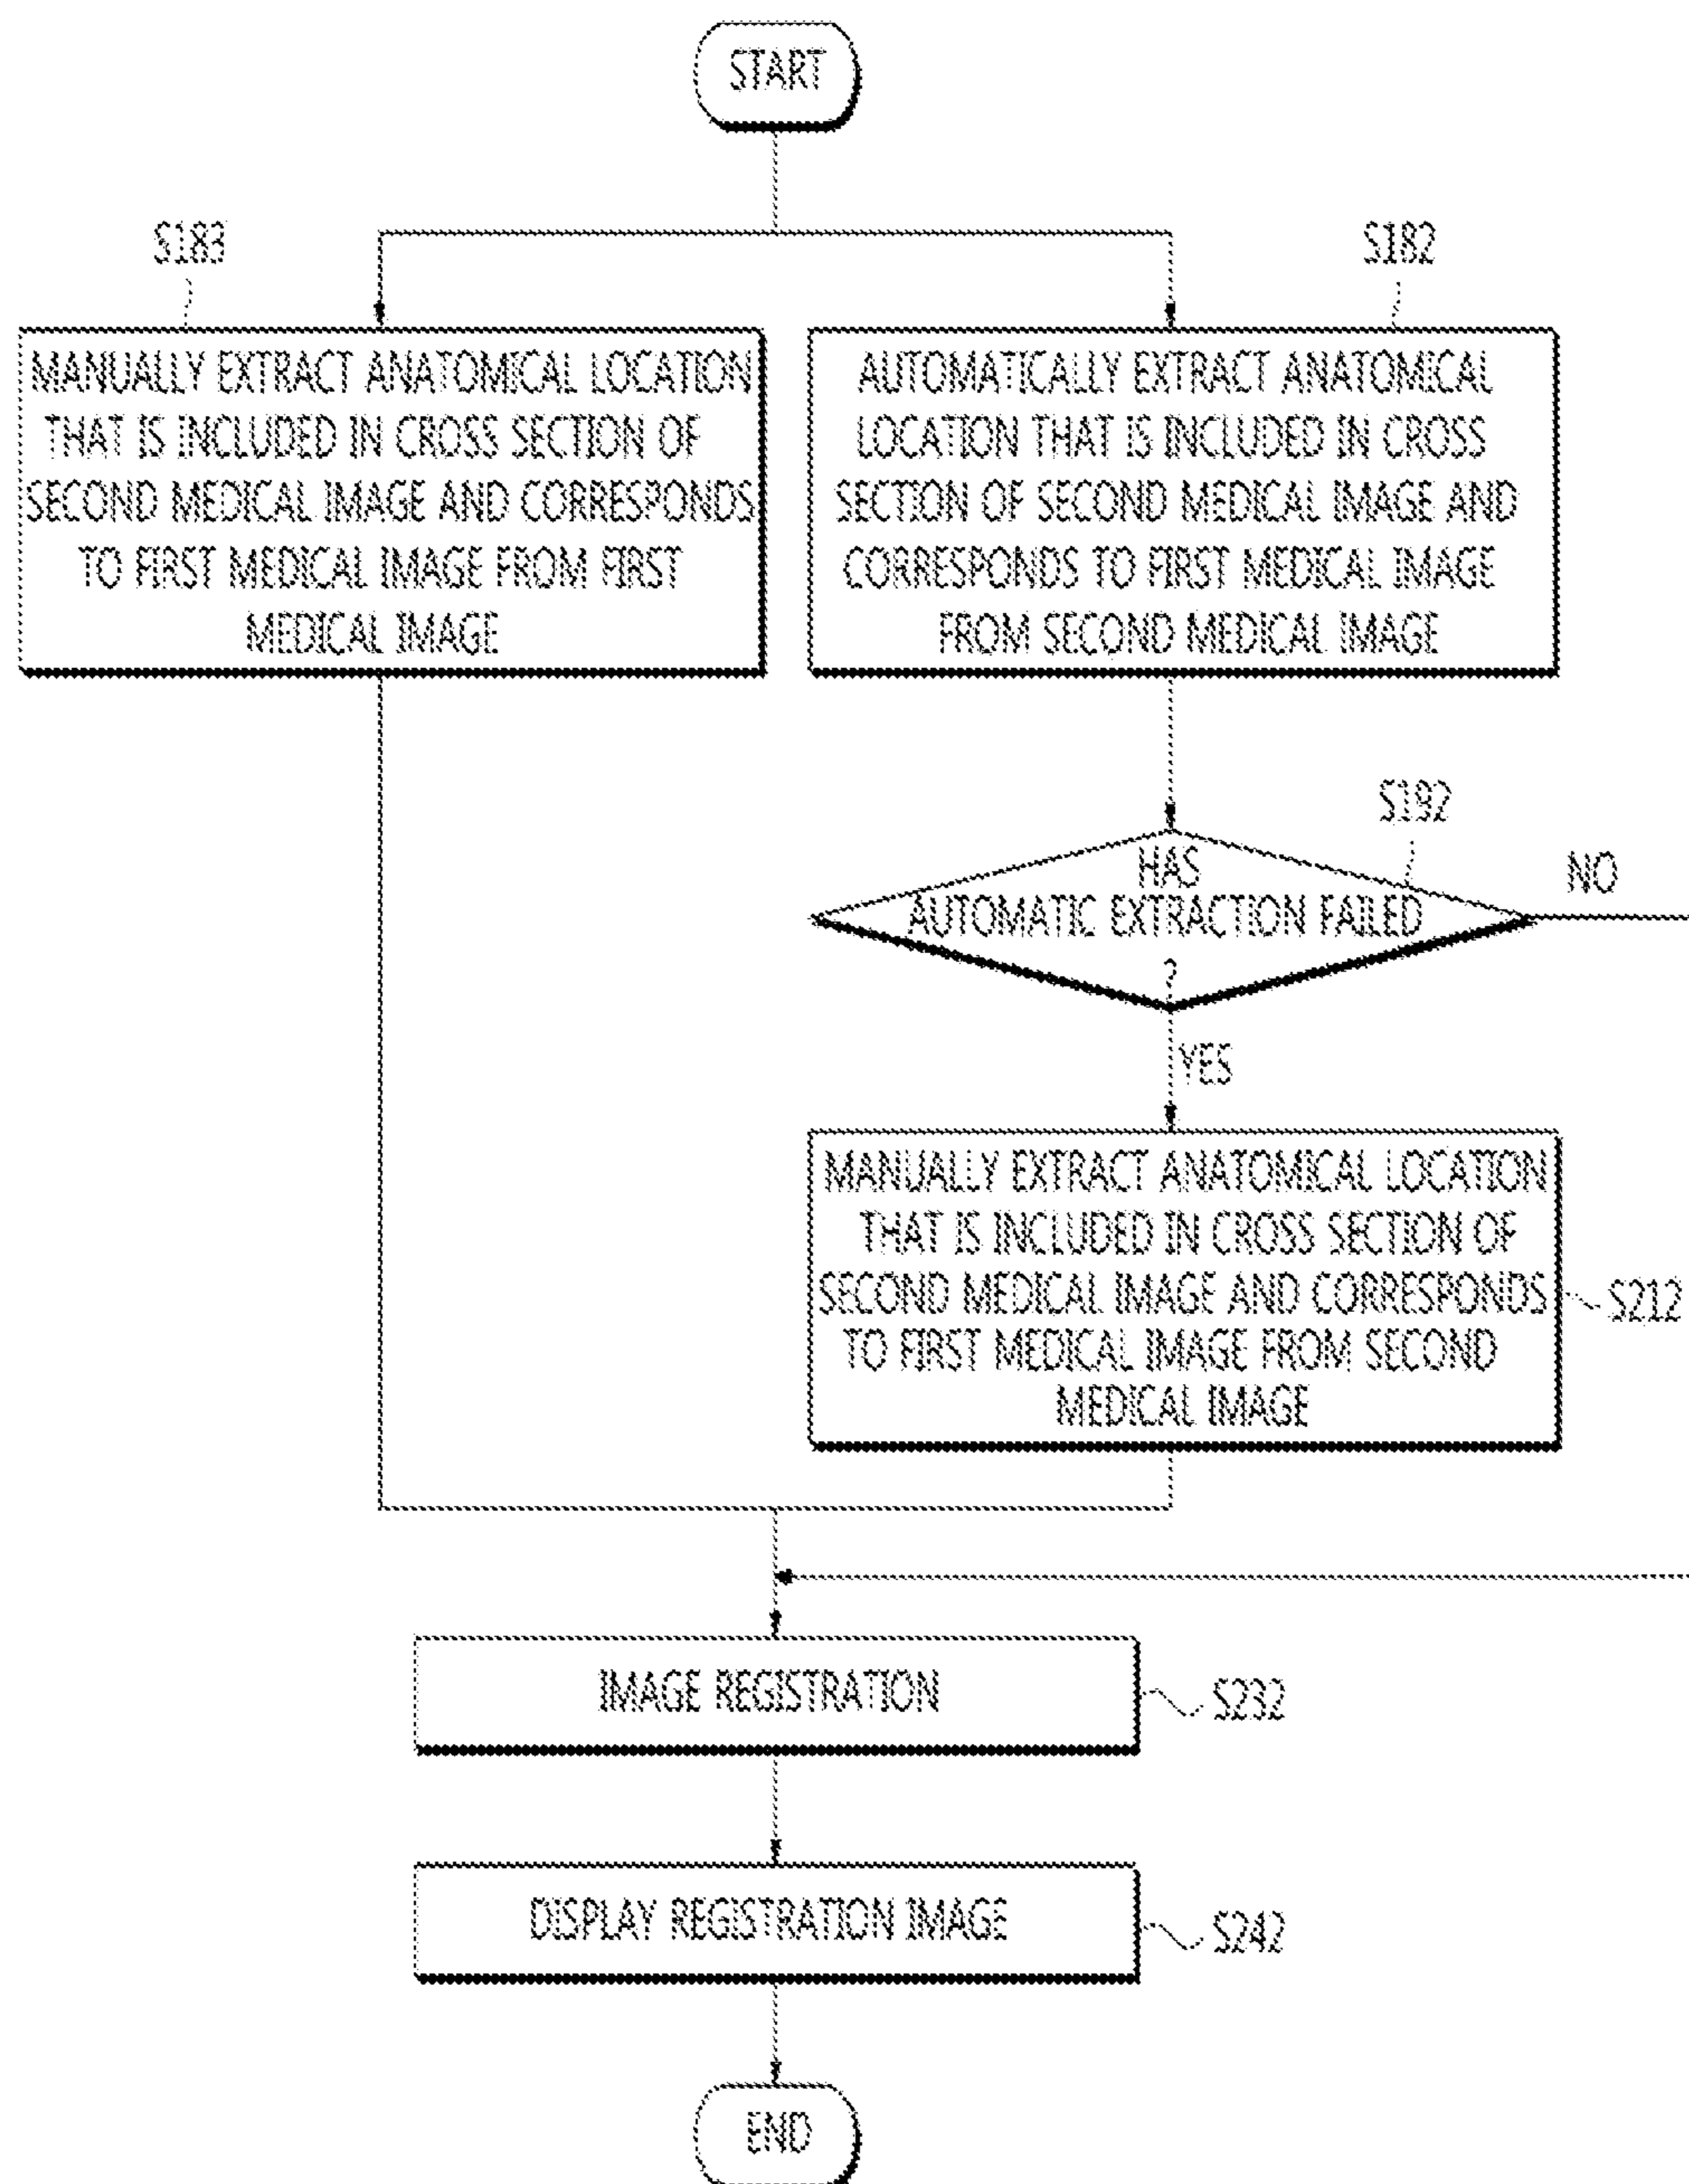 START
S183
MANUALLY EXTRACT ANATOMICAL LOCATION
THAT IS INCLUDED IN CROSS SECTION OF
SECOND MEDICAL IMAGE AND CORRESPONDS
TO FIRST MEDICAL IMAGE FROM FIRST
MEDICAL IMAGE
S182
AUTOMATICALLY EXTRACT ANATOMICAL
LOCATION THAT IS INCLUDED IN CROSS
SECTION OF SECOND MEDICAL IMAGE AND
CORRESPONDS TO FIRST MEDICAL IMAGE
FROM SECOND MEDICAL IMAGE
S192
HAS
AUTOMATIC EXTRACTION FAILED
?
NO
YES
MANUALLY EXTRACT ANATOMICAL LOCATION
THAT IS INCLUDED IN CROSS SECTION OF
SECOND MEDICAL IMAGE AND CORRESPONDS
TO FIRST MEDICAL IMAGE FROM SECOND
MEDICAL IMAGE
S212
IMAGE REGISTRATION
S232
DISPLAY REGISTRATION IMAGE
S242
END